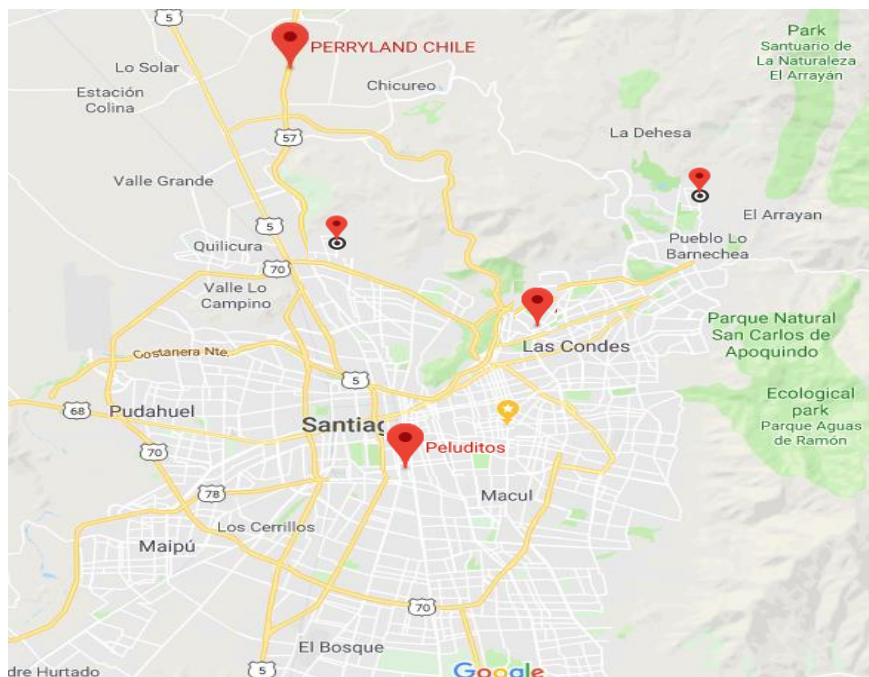 5
PERRYLAND CHILE
Park
Santuario de
La Naturaleza
El Arrayán
Lo Solar
Estación
Colina
Chicureo
57
La Dehesa
Valle Grande
El Arrayan
5
Quilicura
Pueblo Lo
Barnechea
70
Valle Lo
Campino
Parque Natural
San Carlos de
Apoquindo
Las Condes
Costanera Nte.
5
Ecological
park
Parque Aguas
de Ramón
68
Pudahuel
Santiag
Peluditos
70
78
Macul
Los Cerrillos
Maipú
70
El Bosque
5
dre Hurtado
Google